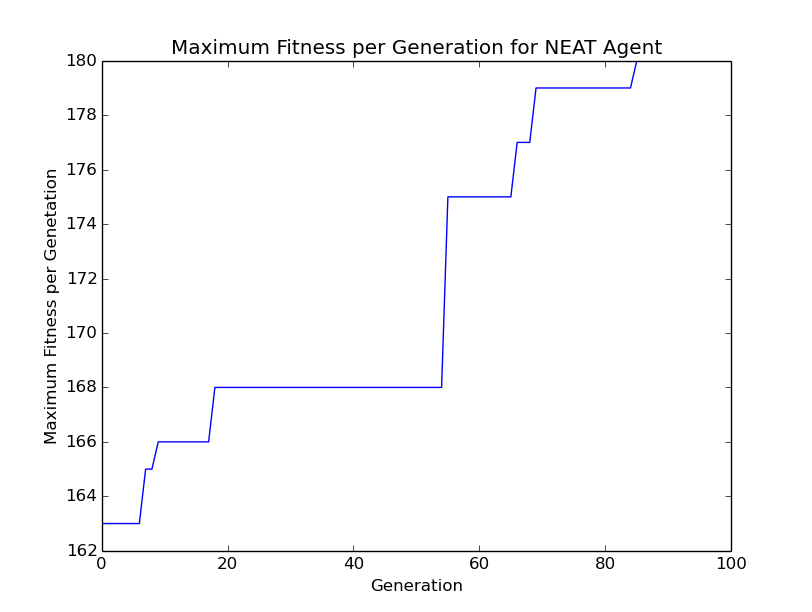 Maximum Fitness per Generation for NEAT Agent
180
178
176
174
172
170
168
166
164
162
Maximum Fitness per Genetation
0 20 40 60 80 100
Generation